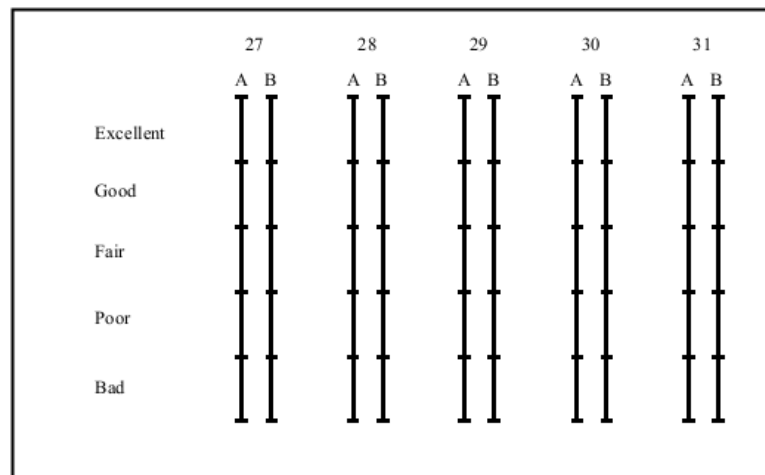 27 28 29 30 31
A B A B A B A B A B
Excellent
Good
Fair
Poor
Bad